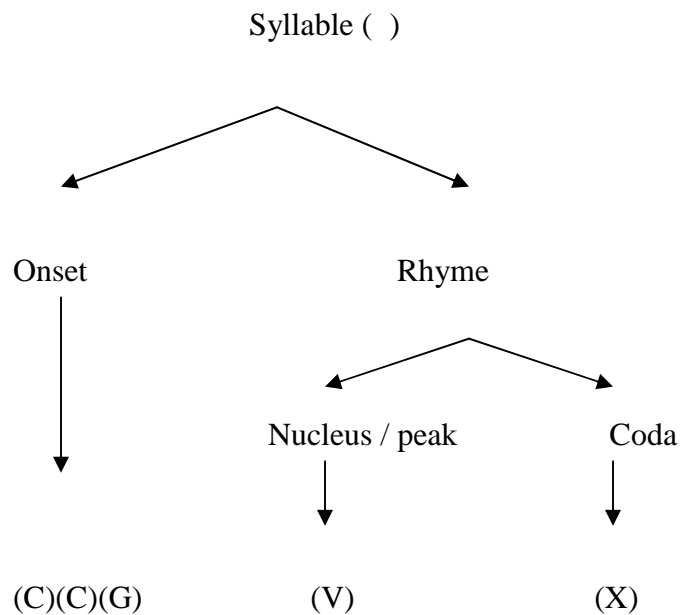 Syllable ( )
Onset Rhyme
Nucleus / peak Coda
(C)(C)(G) (V) (X)